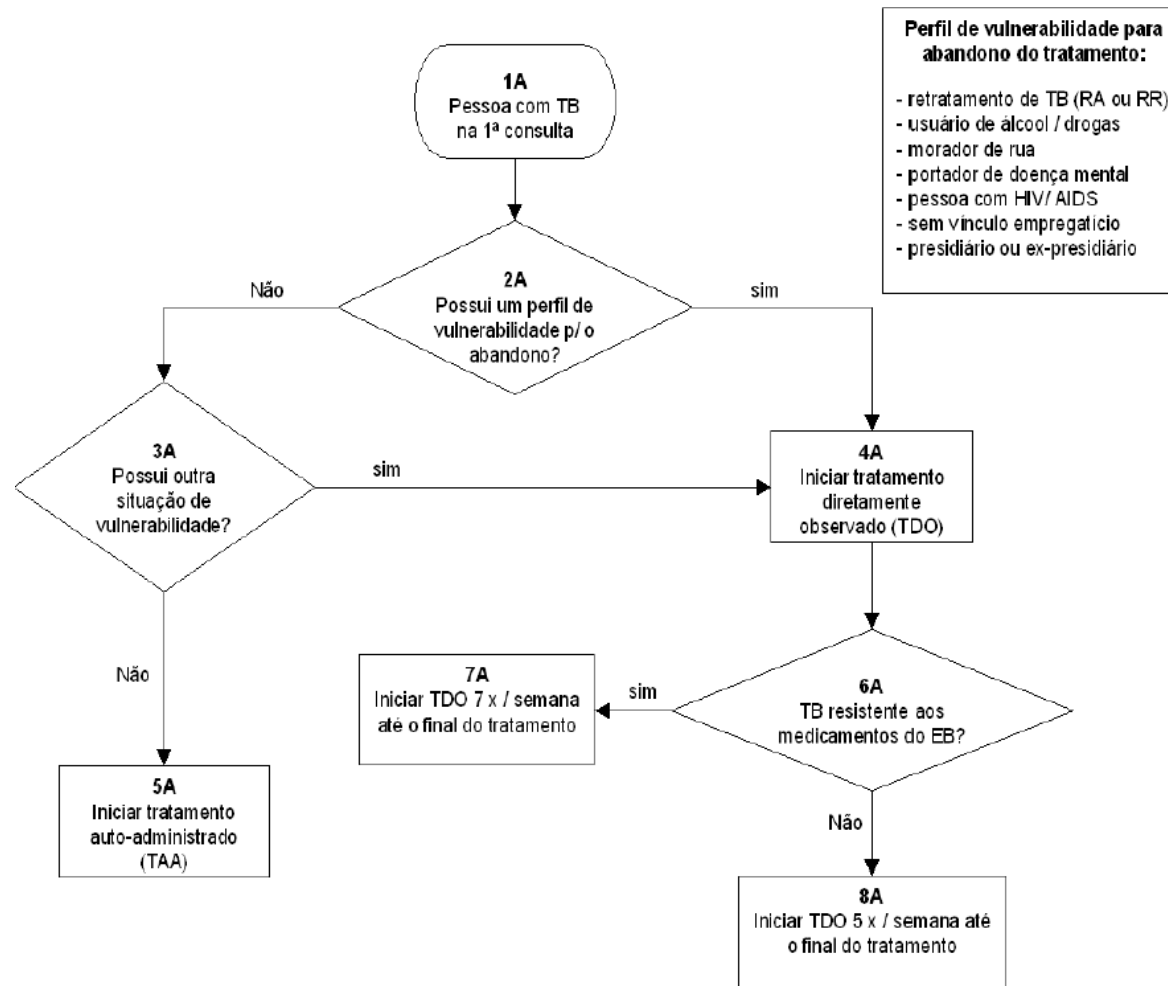 Perfil de vulnerabilidade para
abandono do tratamento:
- retratamento de TB (RA ou RR)
- usuário de álcool / drogas
- morador de rua
- portador de doença mental
- pessoa com HIV/ AIDS
- sem vínculo empregatício
- presidiário ou ex-presidiário
1A
Pessoa com TB
na 1ª consulta
2A
Possui um perfil de
vulnerabilidade p/ o
abandono?
Não
sim
3A
Possui outra
situação de
vulnerabilidade?
sim
4A
Iniciar tratamento
diretamente
observado (TDO)
Não
5A
Iniciar tratamento
auto-administrado
(TAA)
6A
TB resistente aos
medicamentos do EB?
sim
7A
Iniciar TDO 7 x / semana
até o final do tratamento
Não
8A
Iniciar TDO 5 x / semana até
o final do tratamento